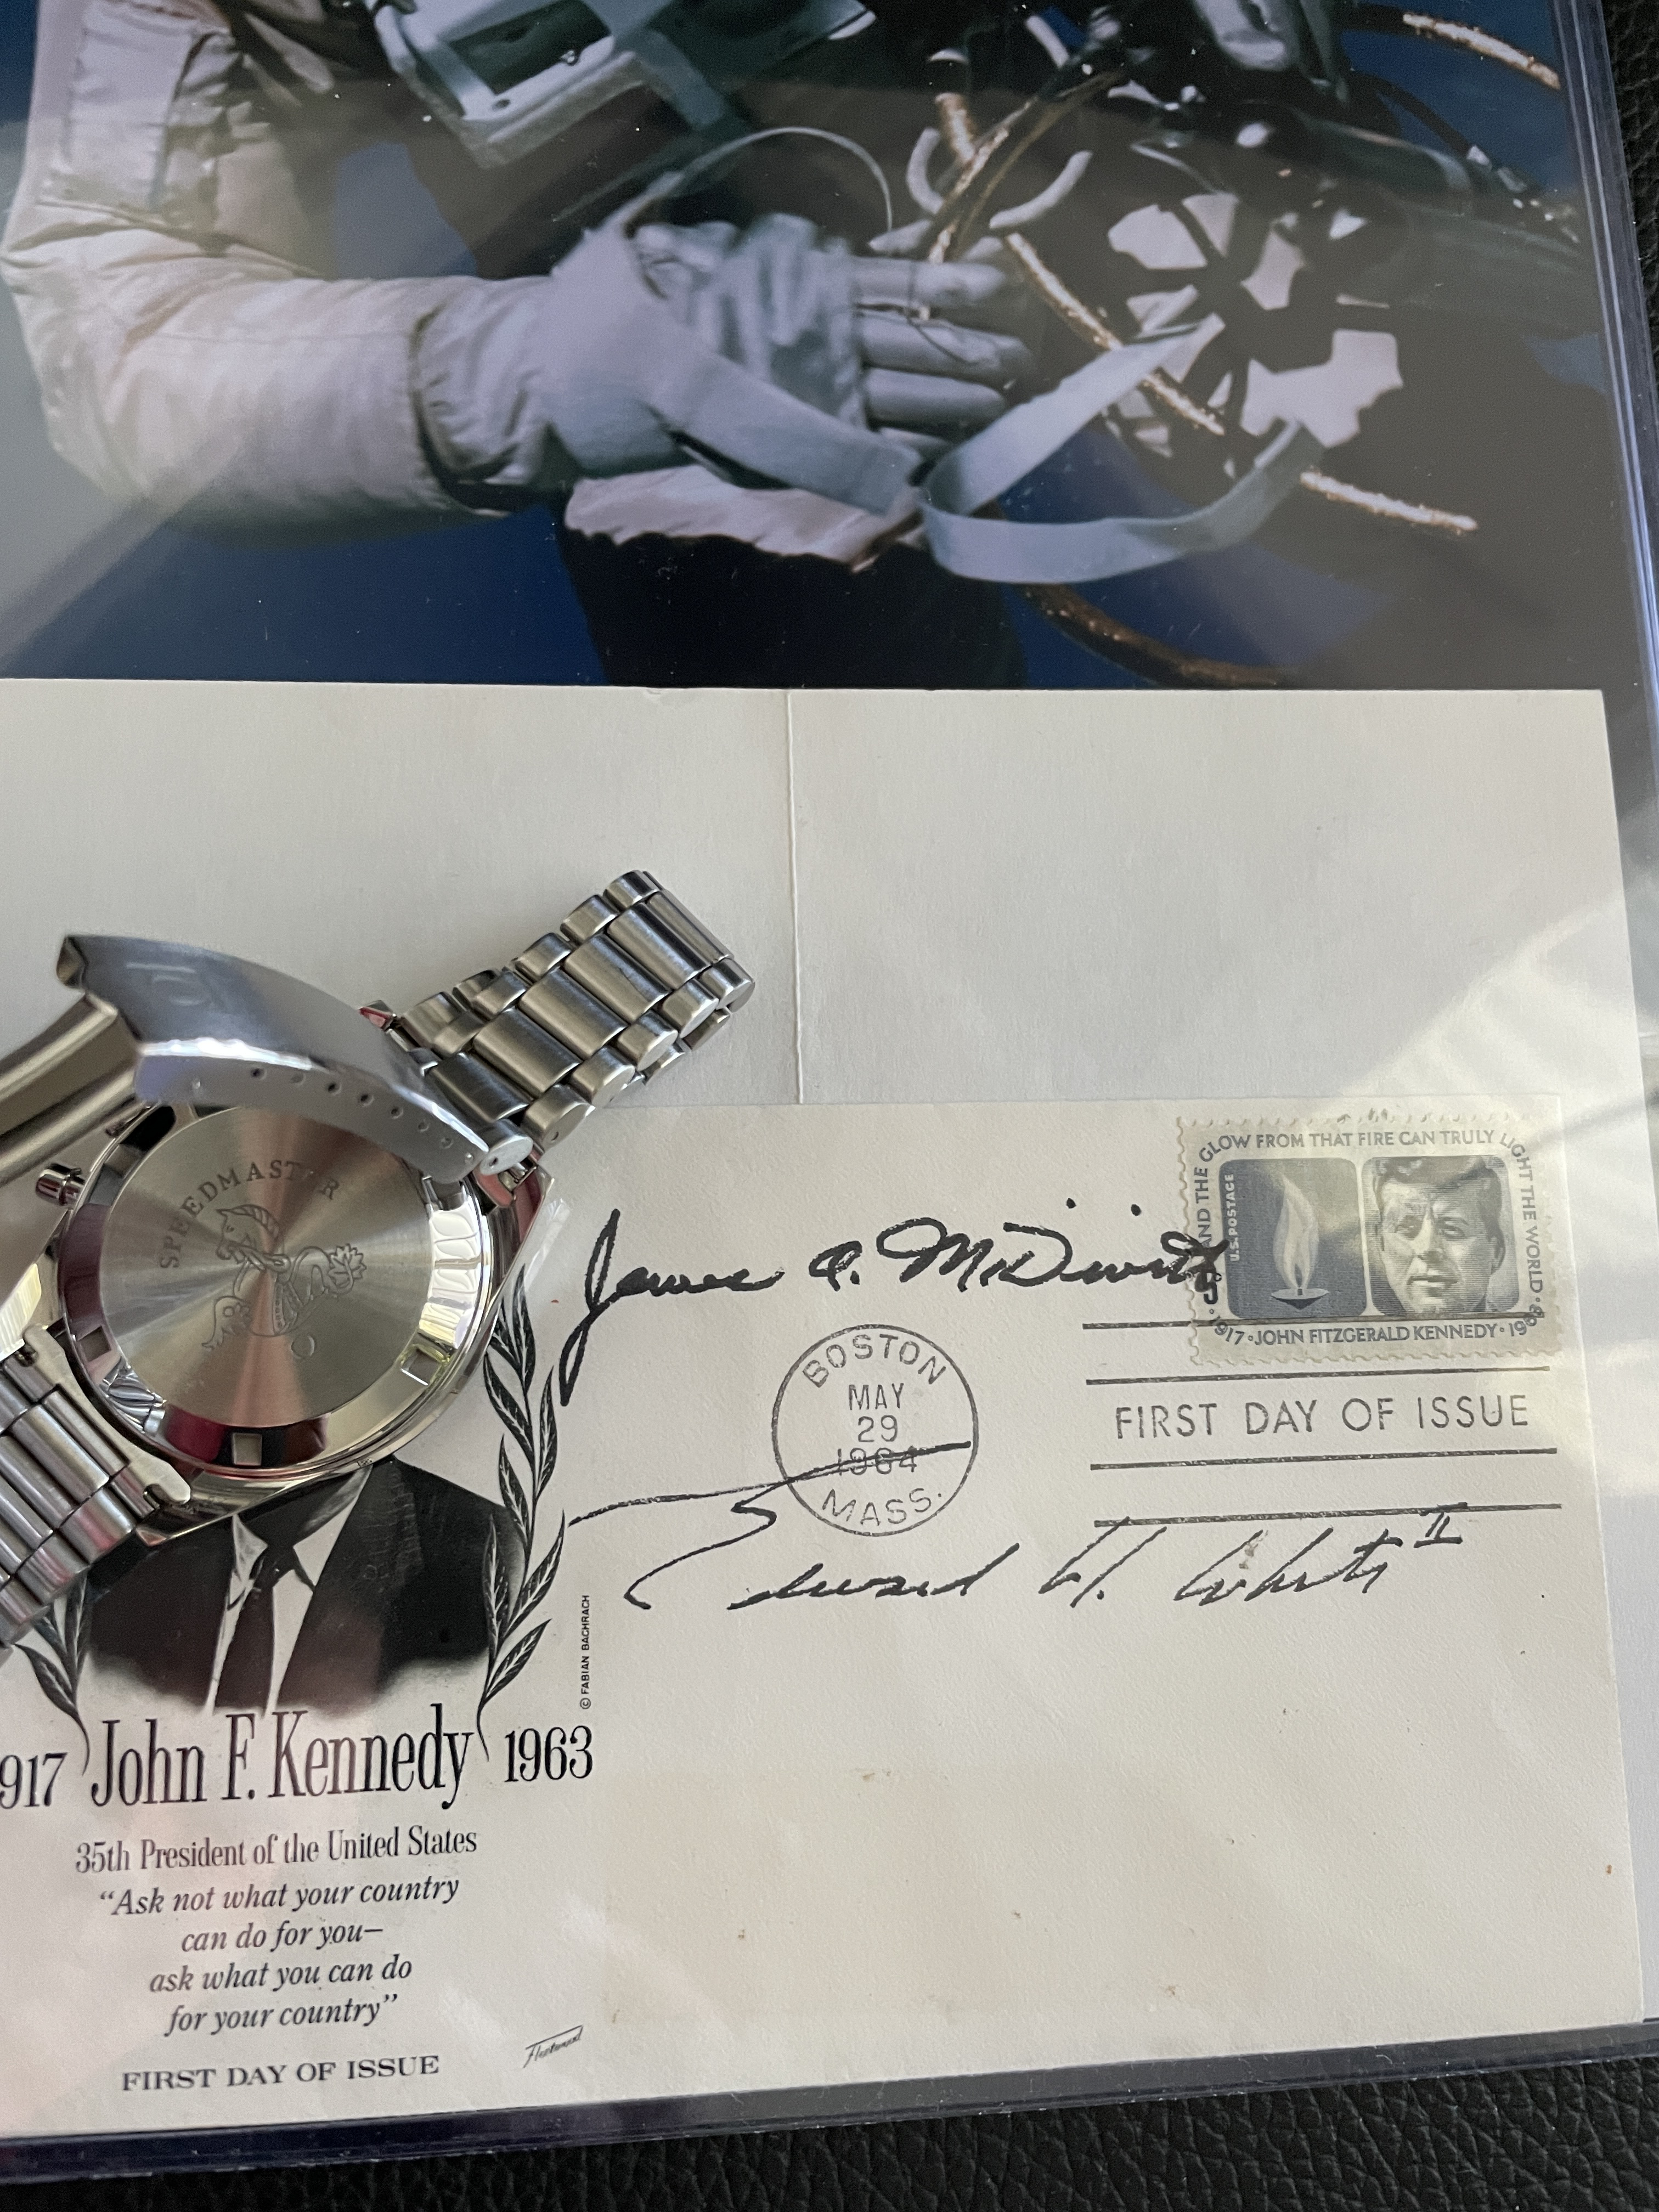 SPEEDMASTER
AND THE GLOW FROM THAT FIRE CAN TRULY LIGHT THE WORLD
U.S. POSTAGE
1917 · JOHN FITZGERALD KENNEDY ·
James A. McDivitt
BOSTON
MAY
29
1964
MASS.
FIRST DAY OF ISSUE
Edward H. White II
© FABIAN BACHRACH
917 John F. Kennedy 1963
35th President of the United States
“Ask not what your country
can do for you—
ask what you can do
for your country”
FIRST DAY OF ISSUE
Fleetwood